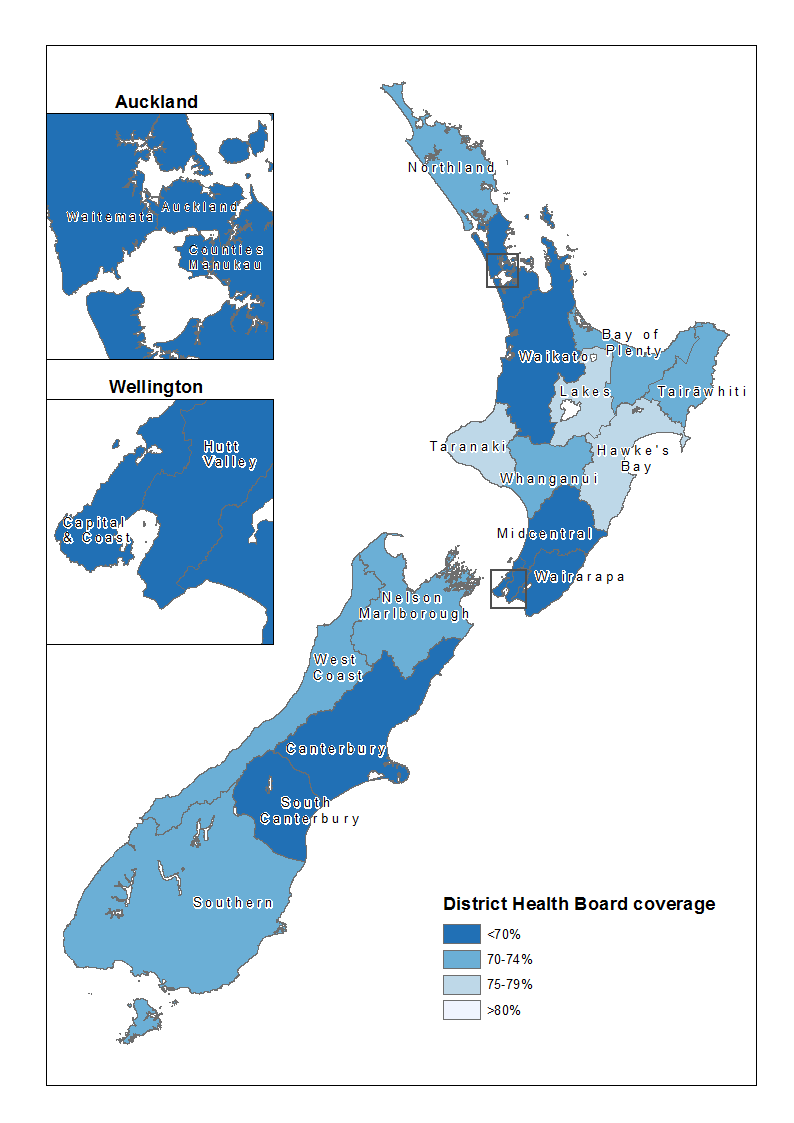 Auckland
Waitemata
Auckland
Counties
Manukau
Wellington
Hutt
Valley
Capital
& Coast
Northland
Bay of
Plenty
Waikato
Lakes
Tairāwhiti
Taranaki
Hawke's
Bay
Whanganui
Midcentral
Wairarapa
Nelson
Marlborough
West
Coast
Canterbury
South
Canterbury
Southern
District Health Board coverage
<70%
70-74%
75-79%
>80%